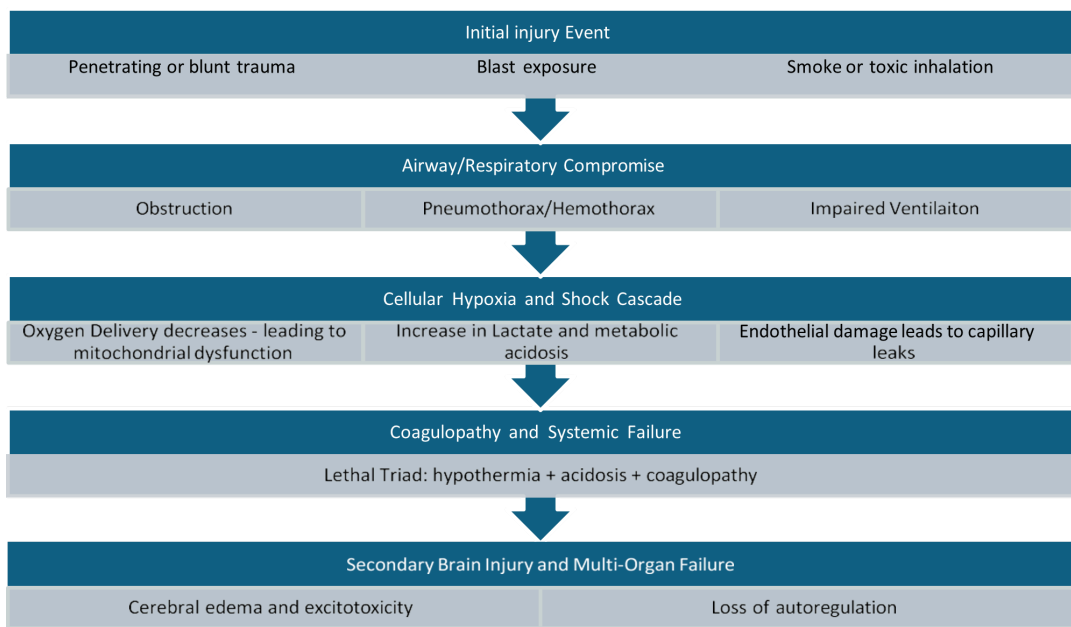 Initial injury Event
Penetrating or blunt trauma
Blast exposure
Smoke or toxic inhalation
Airway/Respiratory Compromise
Obstruction
Pneumothorax/Hemothorax
Impaired Ventilaiton
Cellular Hypoxia and Shock Cascade
Oxygen Delivery decreases - leading to
mitochondrial dysfunction
Increase in Lactate and metabolic
acidosis
Endothelial damage leads to capillary
leaks
Coagulopathy and Systemic Failure
Lethal Triad: hypothermia + acidosis + coagulopathy
Secondary Brain Injury and Multi-Organ Failure
Cerebral edema and excitotoxicity
Loss of autoregulation